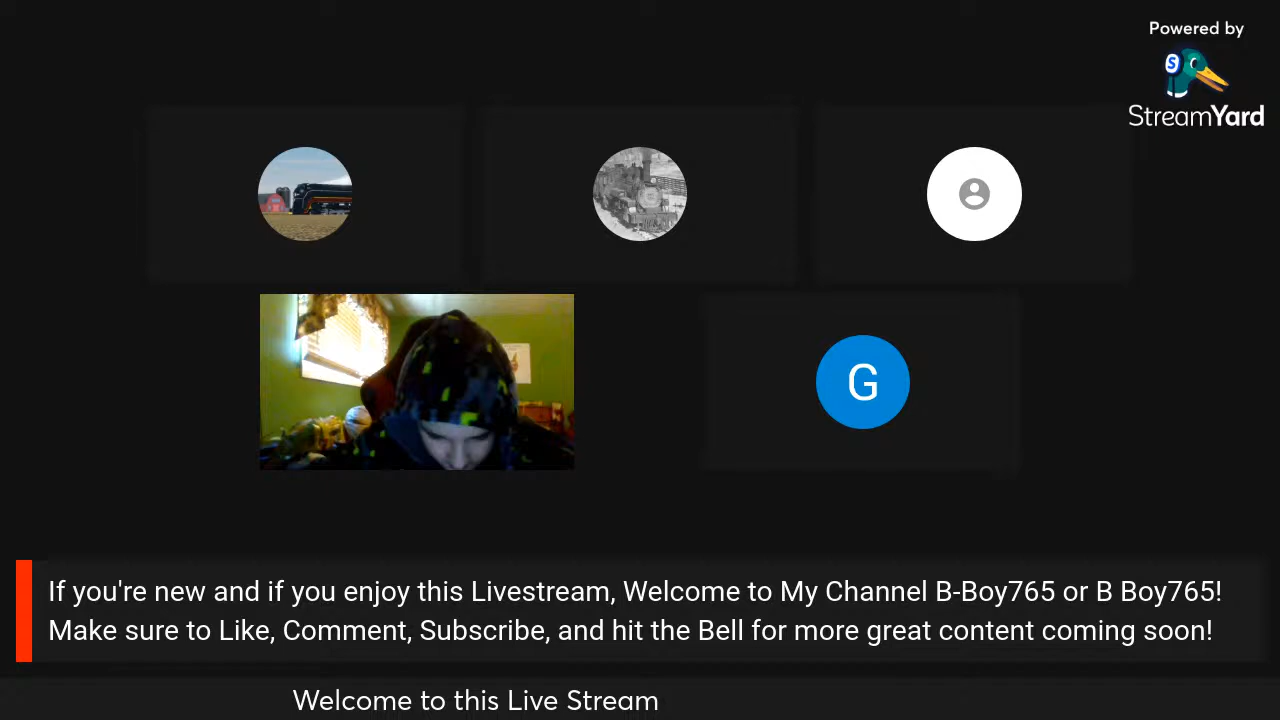 Powered by
S
StreamYard
G
If you're new and if you enjoy this Livestream, Welcome to My Channel B-Boy765 or B Boy765!
Make sure to Like, Comment, Subscribe, and hit the Bell for more great content coming soon!
Welcome to this Live Stream